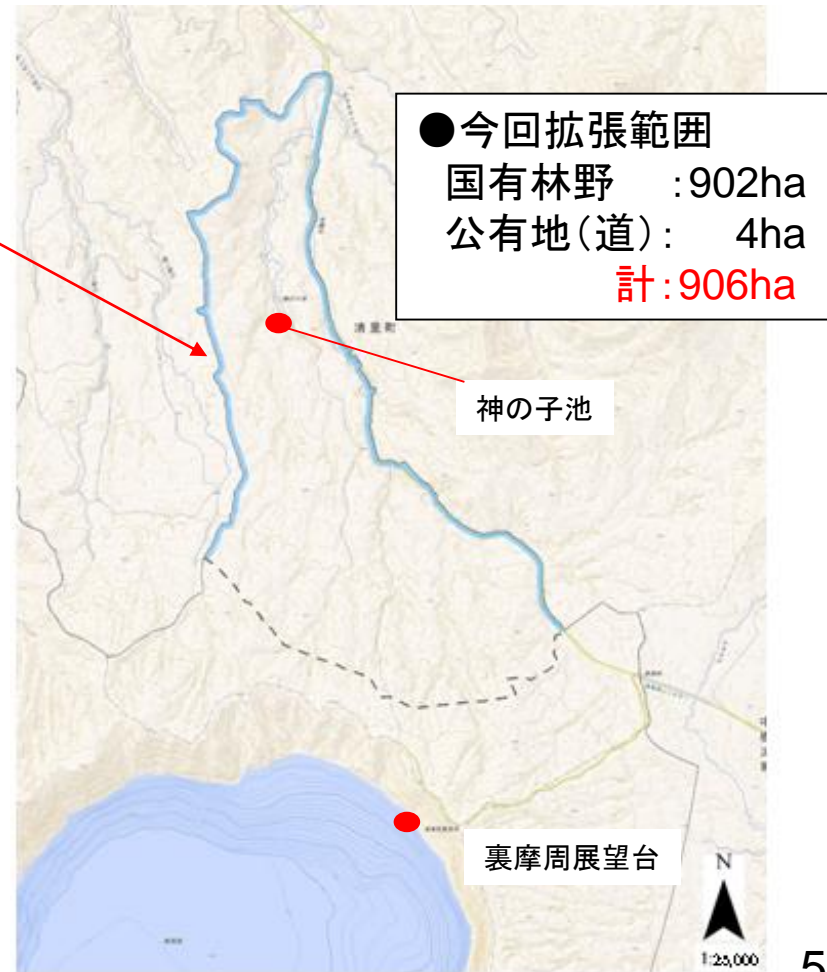 ●今回拡張範囲
国有林野 :902ha
公有地(道): 4ha
計:906ha
清里町
神の子池
裏摩周展望台
N
1:25,000
5